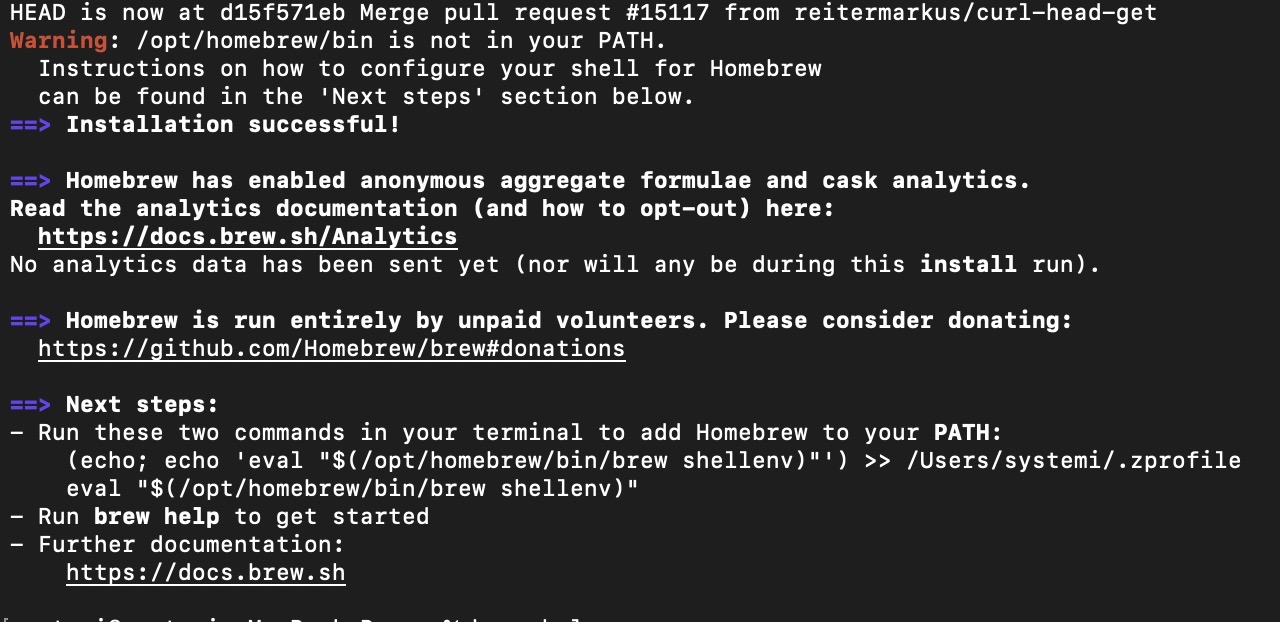 HEAD is now at d15f571eb Merge pull request #15117 from reitermarkus/curl-head-get
Warning: /opt/homebrew/bin is not in your PATH.
  Instructions on how to configure your shell for Homebrew
  can be found in the 'Next steps' section below.
==> Installation successful!

==> Homebrew has enabled anonymous aggregate formulae and cask analytics.
Read the analytics documentation (and how to opt-out) here:
  https://docs.brew.sh/Analytics
No analytics data has been sent yet (nor will any be during this install run).

==> Homebrew is run entirely by unpaid volunteers. Please consider donating:
  https://github.com/Homebrew/brew#donations

==> Next steps:
- Run these two commands in your terminal to add Homebrew to your PATH:
    (echo; echo 'eval "$(/opt/homebrew/bin/brew shellenv)"') >> /Users/systemi/.zprofile
    eval "$(/opt/homebrew/bin/brew shellenv)"
- Run brew help to get started
- Further documentation:
    https://docs.brew.sh